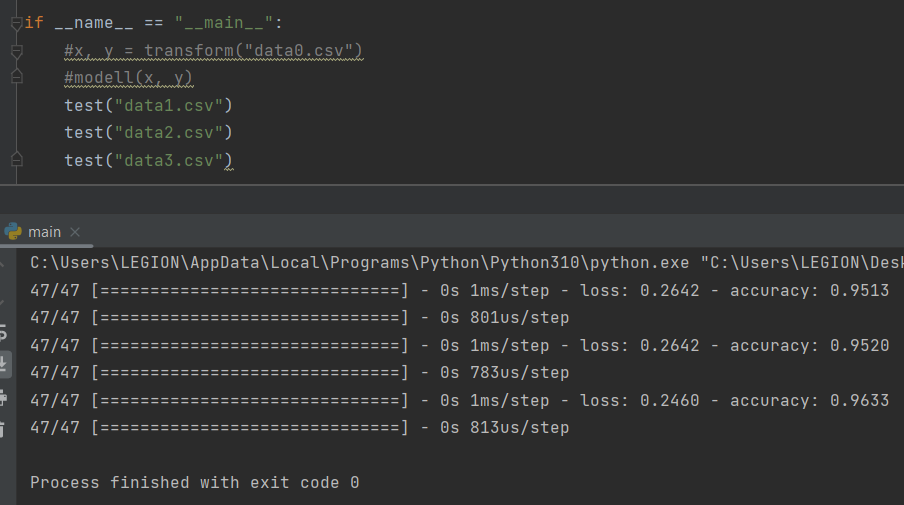 if __name__ == "__main__":
    #x, y = transform("data0.csv")
    #modell(x, y)
    test("data1.csv")
    test("data2.csv")
    test("data3.csv")
main
C:\Users\LEGION\AppData\Local\Programs\Python\Python310\python.exe "C:\Users\LEGION\Desk
47/47 [==============================] - 0s 1ms/step - loss: 0.2642 - accuracy: 0.9513
47/47 [==============================] - 0s 801us/step
47/47 [==============================] - 0s 1ms/step - loss: 0.2642 - accuracy: 0.9520
47/47 [==============================] - 0s 783us/step
47/47 [==============================] - 0s 1ms/step - loss: 0.2460 - accuracy: 0.9633
47/47 [==============================] - 0s 813us/step
Process finished with exit code 0